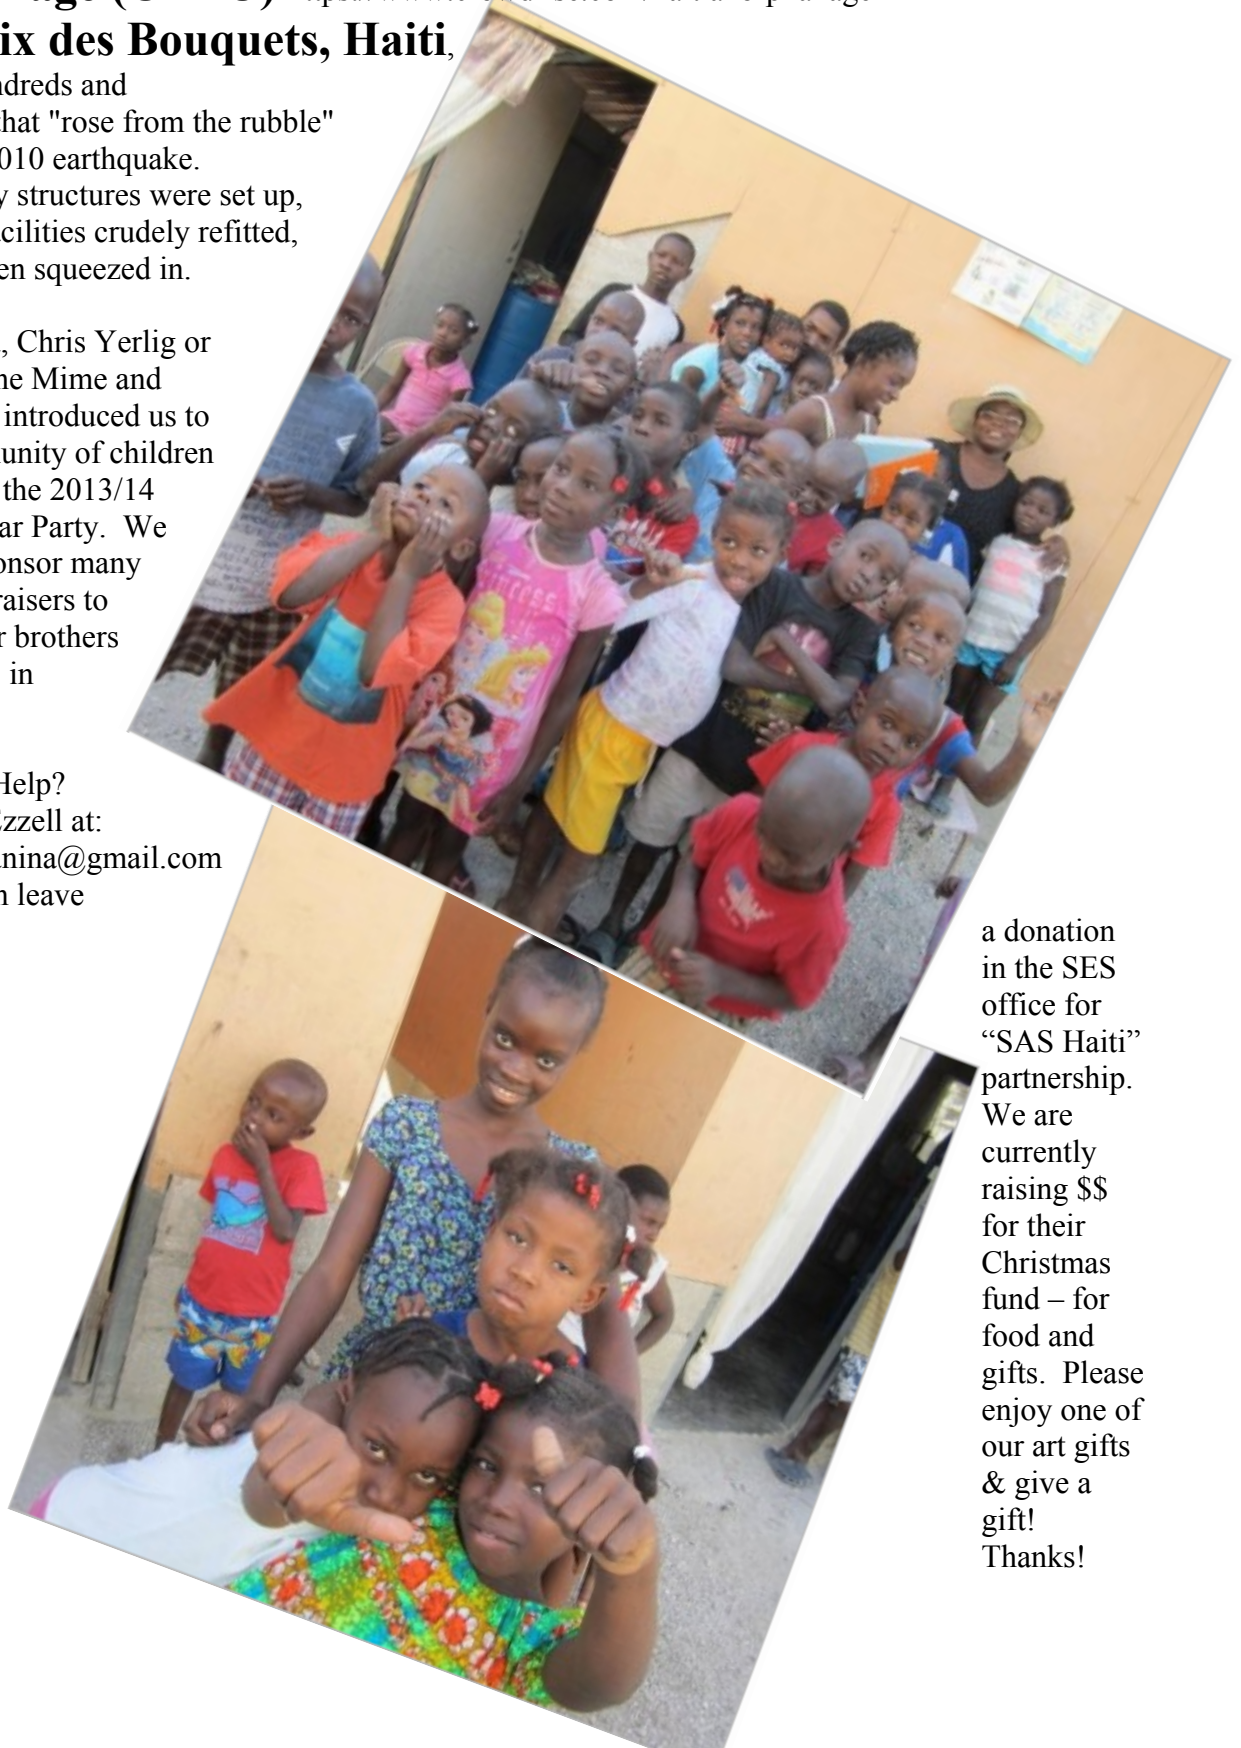 ix des Bouquets, Haiti,
dreds and
that "rose from the rubble"
010 earthquake.
y structures were set up,
cilities crudely refitted,
en squeezed in.
, Chris Yerlig or
ne Mime and
introduced us to
unity of children
the 2013/14
ar Party. We
onsor many
raisers to
r brothers
in
Help?
Ezzell at:
nina@gmail.com
n leave
a donation
in the SES
office for
“SAS Haiti”
partnership.
We are
currently
raising $$
for their
Christmas
fund – for
food and
gifts. Please
enjoy one of
our art gifts
& give a
gift!
Thanks!